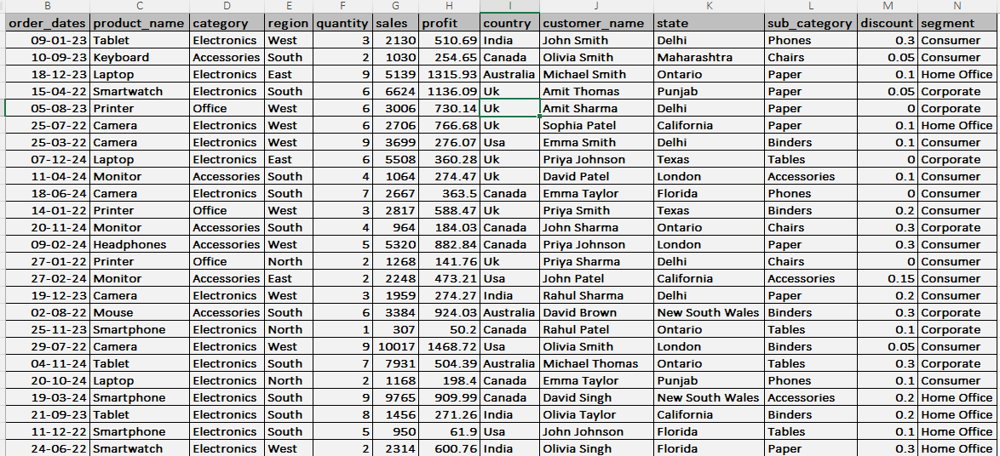 B C D E F G H I J K L M N
order_dates product_name category region quantity sales profit country customer_name state sub_category discount segment
09-01-23 Tablet Electronics West 3 2130 510.69 India John Smith Delhi Phones 0.3 Consumer
10-09-23 Keyboard Accessories South 2 1030 254.65 Canada Olivia Smith Maharashtra Chairs 0.05 Consumer
18-12-23 Laptop Electronics East 9 5139 1315.93 Australia Michael Smith Ontario Paper 0.1 Home Office
15-04-22 Smartwatch Electronics South 6 6624 1136.09 Uk Amit Thomas Punjab Paper 0.05 Corporate
05-08-23 Printer Office West 6 3006 730.14 Uk Amit Sharma Delhi Paper 0 Corporate
25-07-22 Camera Electronics West 6 2706 766.68 Uk Sophia Patel California Paper 0.1 Home Office
25-03-22 Camera Electronics West 9 3699 276.07 Usa Emma Smith Delhi Binders 0.1 Consumer
07-12-24 Laptop Electronics East 6 5508 360.28 Uk Priya Johnson Texas Tables 0 Corporate
11-04-24 Monitor Accessories South 4 1064 274.47 Uk David Patel London Accessories 0.1 Consumer
18-06-24 Camera Electronics South 7 2667 363.5 Canada Emma Taylor Florida Phones 0 Consumer
14-01-22 Printer Office West 3 2817 588.47 Uk Priya Smith Texas Binders 0.2 Consumer
20-11-24 Monitor Accessories South 4 964 184.03 Canada John Sharma Ontario Chairs 0.3 Corporate
09-02-24 Headphones Accessories West 5 5320 882.84 Canada Priya Johnson London Paper 0.3 Consumer
27-01-22 Printer Office North 2 1268 141.76 Uk Priya Sharma Delhi Chairs 0 Consumer
27-02-24 Monitor Accessories East 2 2248 473.21 Usa John Patel California Accessories 0.15 Consumer
19-12-23 Camera Electronics West 3 1959 274.27 India Rahul Sharma Delhi Paper 0.2 Consumer
02-08-22 Mouse Accessories South 6 3384 924.03 Australia David Brown New South Wales Binders 0.3 Corporate
25-11-23 Smartphone Electronics North 1 307 50.2 Canada Rahul Patel Ontario Tables 0.1 Corporate
29-07-22 Camera Electronics West 9 10017 1468.72 Usa Olivia Smith London Binders 0.05 Consumer
04-11-24 Tablet Electronics South 7 7931 504.39 Australia Michael Thomas Ontario Tables 0.3 Corporate
20-10-24 Laptop Electronics North 2 1168 198.4 Canada Emma Taylor Punjab Phones 0.1 Consumer
19-03-24 Smartphone Electronics South 9 9765 909.99 Canada David Singh New South Wales Accessories 0.2 Home Office
21-09-23 Tablet Electronics South 8 1456 271.26 India Olivia Taylor California Binders 0.2 Home Office
11-12-22 Smartphone Electronics South 5 950 61.9 Usa John Johnson Florida Tables 0.1 Home Office
24-06-22 Smartwatch Electronics West 2 2314 600.76 India Olivia Singh Florida Paper 0.3 Home Office